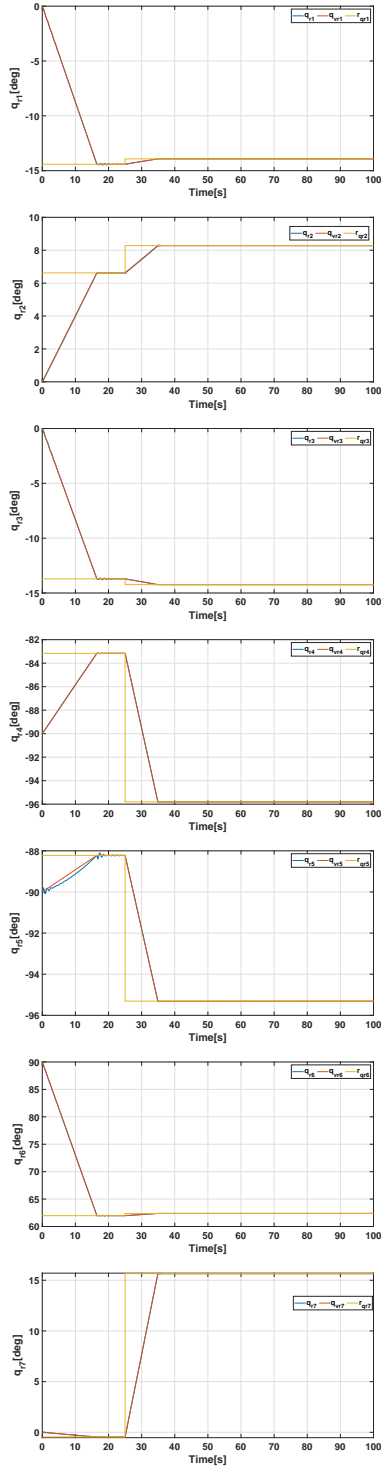 0
q_r1 q_vr1 r_qr1
-5
q_r1[deg]
-10
-15
0 10 20 30 40 50 60 70 80 90 100
Time[s]
10
q_r2 q_vr2 r_qr2
8
6
q_r2[deg]
4
2
0
0 10 20 30 40 50 60 70 80 90 100
Time[s]
0
q_r3 q_vr3 r_qr3
-5
q_r3[deg]
-10
-15
0 10 20 30 40 50 60 70 80 90 100
Time[s]
-82
q_r4 q_vr4 r_qr4
-84
-86
-88
q_r4[deg]
-90
-92
-94
-96
0 10 20 30 40 50 60 70 80 90 100
Time[s]
-88
q_r5 q_vr5 r_qr5
-90
q_r5[deg]
-92
-94
-96
0 10 20 30 40 50 60 70 80 90 100
Time[s]
90
q_r6 q_vr6 r_qr6
85
80
q_r6[deg]
75
70
65
60
0 10 20 30 40 50 60 70 80 90 100
Time[s]
15
q_r7 q_vr7 r_qr7
10
q_r7[deg]
5
0
0 10 20 30 40 50 60 70 80 90 100
Time[s]